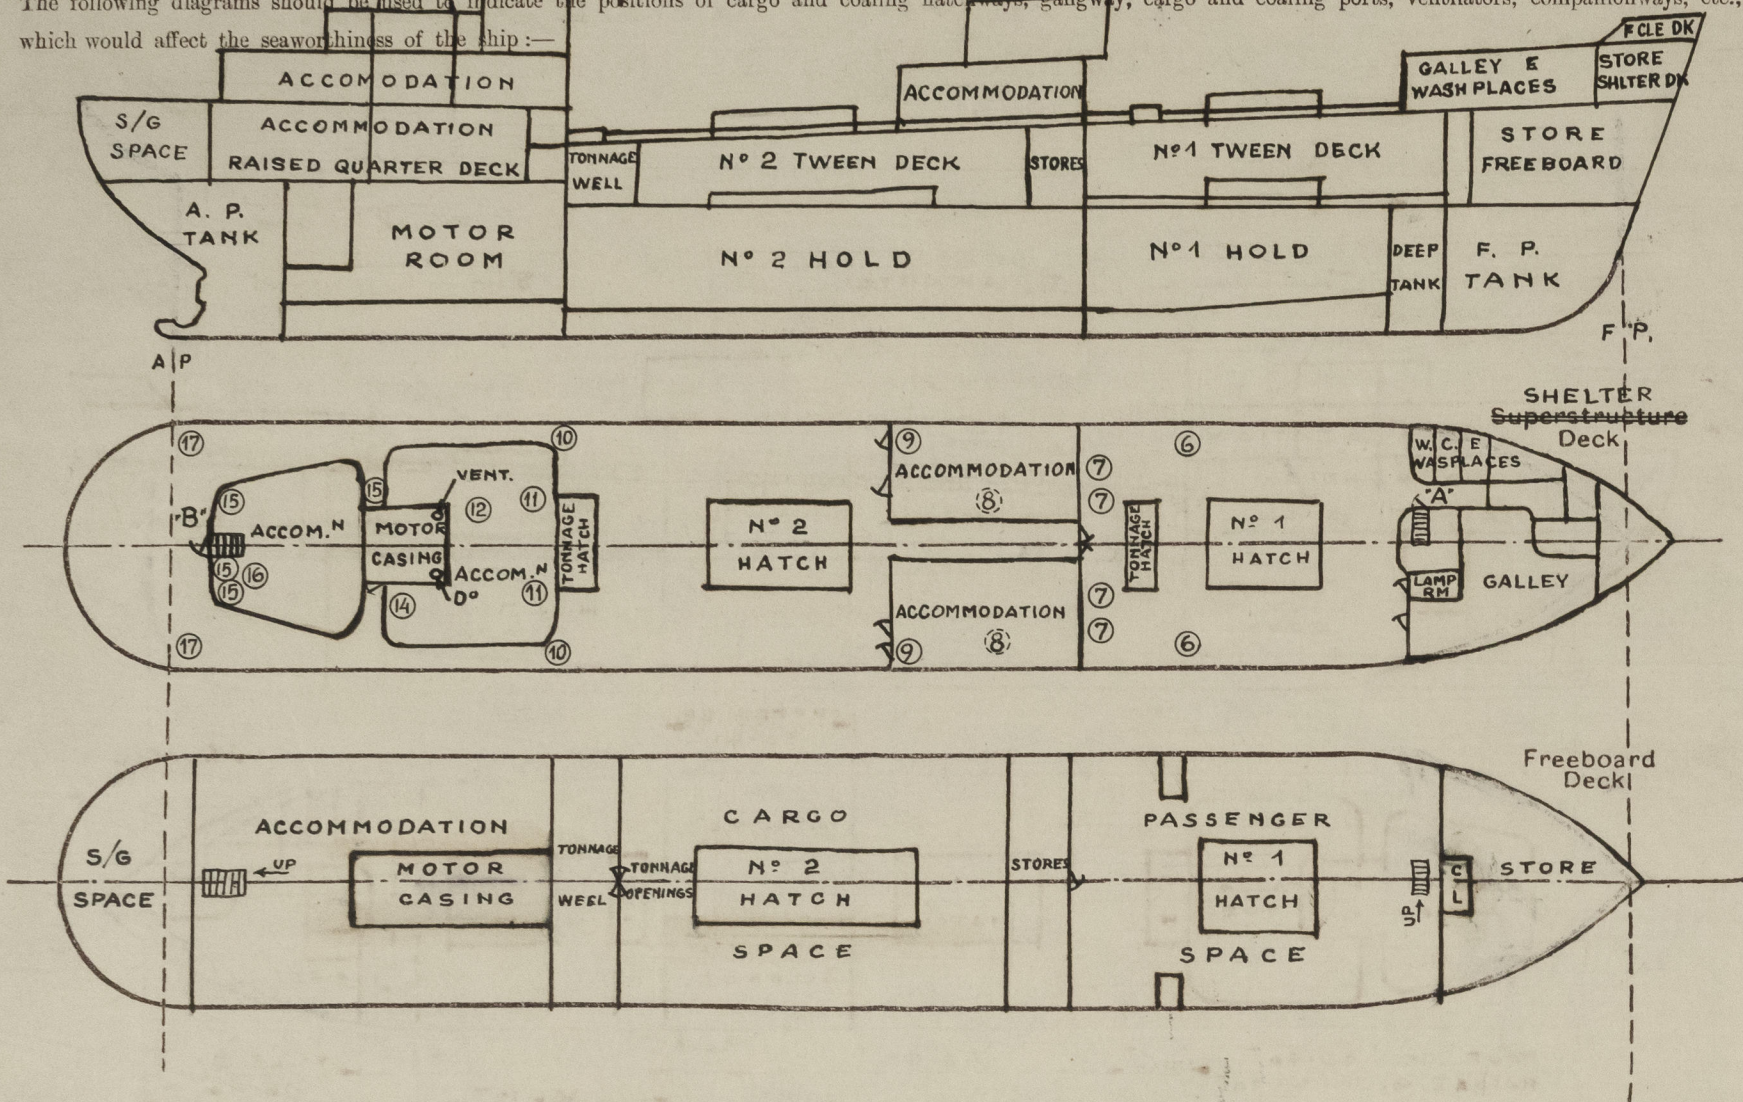 The following diagrams should be used to indicate the positions of cargo and coaling hatchways, gangway, cargo and coaling ports, ventilators, companionways, etc.,
which would affect the seaworthiness of the ship :—
FCLE DK
ACCOMODATION
ACCOMMODATION
GALLEY E
WASH PLACES
STORE
SHLTER DK
S/G
SPACE
ACCOMMODATION
RAISED QUARTER DECK
TONNAGE
WELL
Nº 2 TWEEN DECK
STORES
Nº1 TWEEN DECK
STORE
FREEBOARD
A. P.
TANK
MOTOR
ROOM
Nº 2 HOLD
Nº1 HOLD
DEEP
TANK
F. P.
TANK
A P
F P.
SHELTER
Superstructure
Deck
17
10
9
6
W. C. E
WASPLACES
15
15
VENT.
12
11
ACCOMMODATION
8
7
7
"A"
"B"
ACCOM.N
MOTOR
CASING
TONNAGE
HATCH
Nº 2
HATCH
TONNAGE
HATCH
Nº 1
HATCH
15
16
15
ACCOM.N
Dº
14
11
LAMP
RM
GALLEY
17
10
9
ACCOMMODATION
8
7
7
6
Freeboard
Deck
ACCOMMODATION
CARGO
PASSENGER
S/G
SPACE
UP
MOTOR
CASING
TONNAGE
WELL
TONNAGE
OPENINGS
Nº 2
HATCH
STORES
Nº 1
HATCH
UP
C
L
STORE
SPACE
SPACE